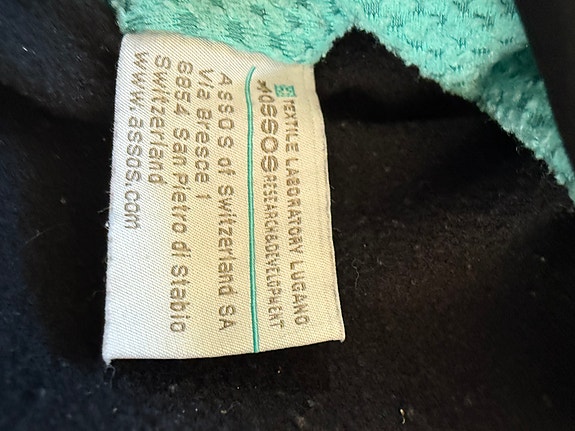 TEXTILE LABORATORY LUGANO
assos RESEARCH&DEVELOPMENT
Assos of Switzerland SA
Via Bresce 1
6854 San Pietro di Stabio
Switzerland
www.assos.com